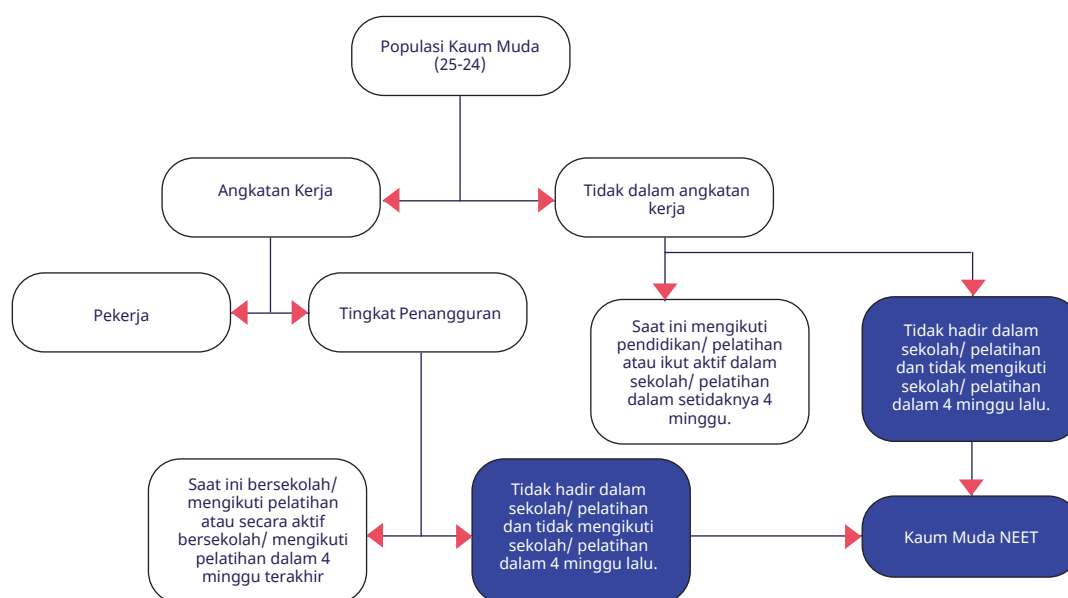 Populasi Kaum Muda
(25-24)
Angkatan Kerja
Tidak dalam angkatan
kerja
Pekerja
Tingkat Penangguran
Saat ini mengikuti
pendidikan/ pelatihan
atau ikut aktif dalam
sekolah/ pelatihan
dalam setidaknya 4
minggu.
Tidak hadir dalam
sekolah/ pelatihan
dan tidak mengikuti
sekolah/ pelatihan
dalam 4 minggu lalu.
Saat ini bersekolah/
mengikuti pelatihan
atau secara aktif
bersekolah/ mengikuti
pelatihan dalam 4
minggu terakhir
Tidak hadir dalam
sekolah/ pelatihan
dan tidak mengikuti
sekolah/ pelatihan
dalam 4 minggu lalu.
Kaum Muda NEET